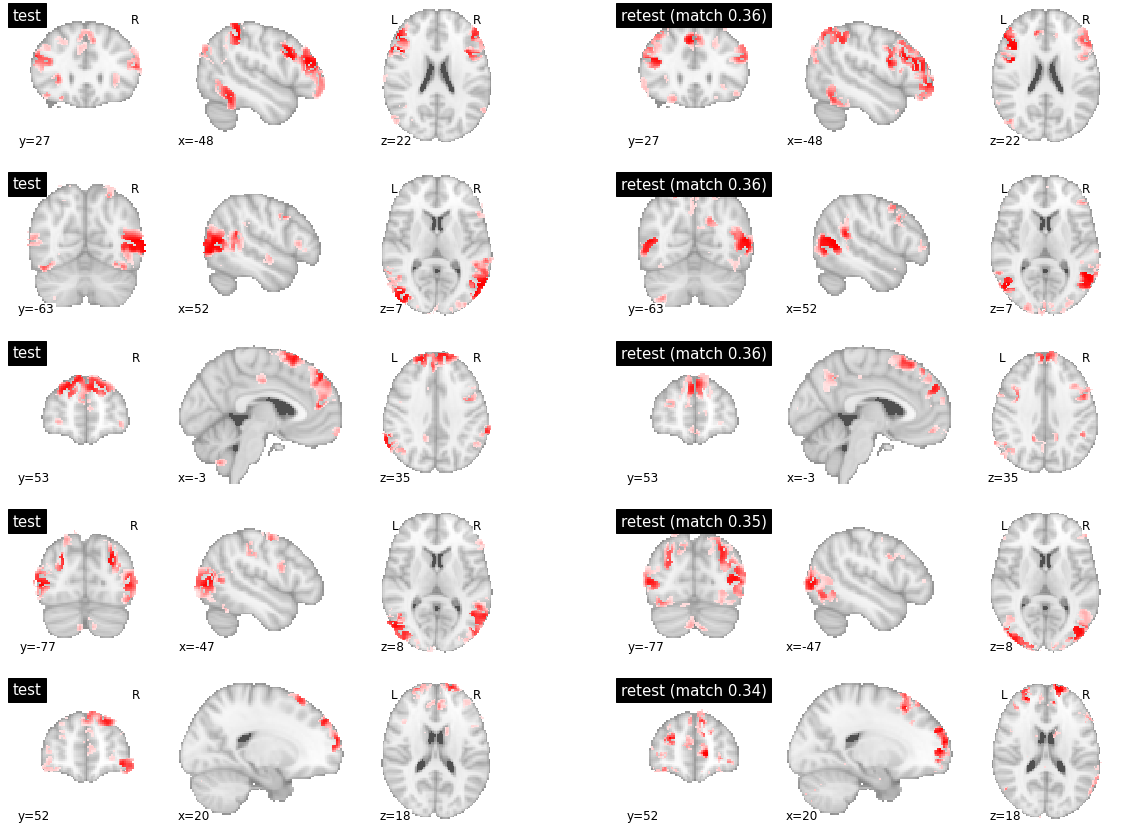 test R L R retest (match 0.36) R L R
y=27 x=-48 z=22 y=27 x=-48 z=22
test R L R retest (match 0.36) R L R
y=-63 x=52 z=7 y=-63 x=52 z=7
test R L R retest (match 0.36) R L R
y=53 x=-3 z=35 y=53 x=-3 z=35
test R L R retest (match 0.35) R L R
y=-77 x=-47 z=8 y=-77 x=-47 z=8
test R L R retest (match 0.34) R L R
y=52 x=20 z=18 y=52 x=20 z=18